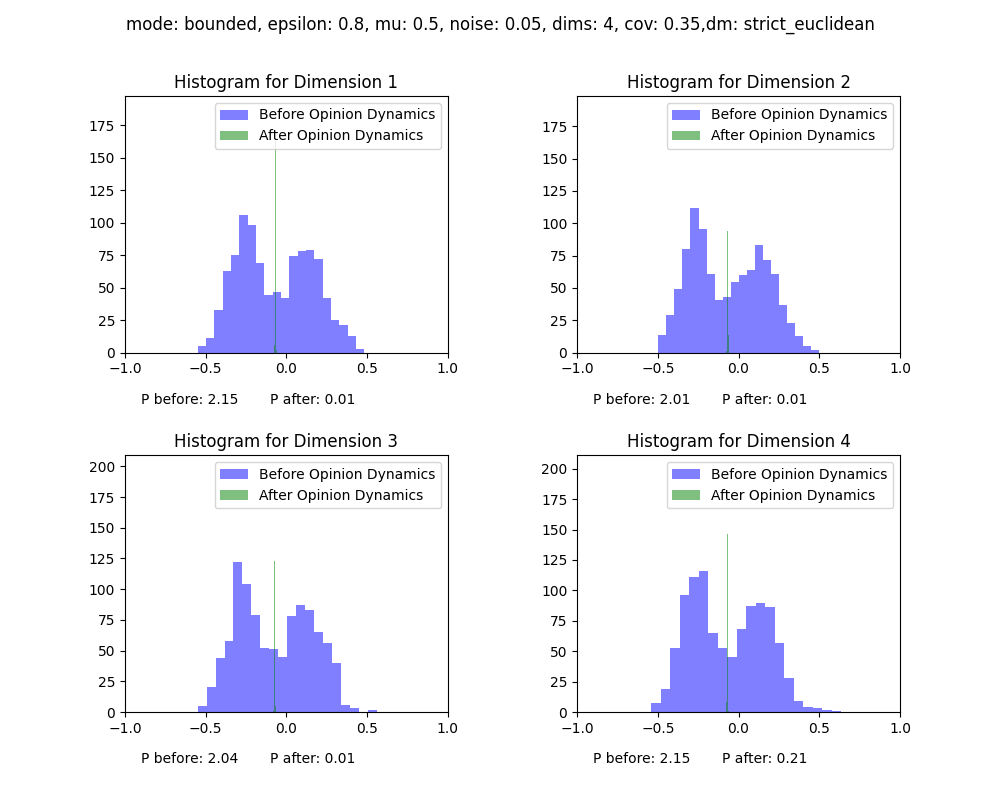 mode: bounded, epsilon: 0.8, mu: 0.5, noise: 0.05, dims: 4, cov: 0.35,dm: strict_euclidean
Histogram for Dimension 1
Before Opinion Dynamics
After Opinion Dynamics
175
150
125
100
75
50
25
0
−1.0 −0.5 0.0 0.5 1.0
P before: 2.15 P after: 0.01
Histogram for Dimension 2
Before Opinion Dynamics
After Opinion Dynamics
175
150
125
100
75
50
25
0
−1.0 −0.5 0.0 0.5 1.0
P before: 2.01 P after: 0.01
Histogram for Dimension 3
Before Opinion Dynamics
After Opinion Dynamics
200
175
150
125
100
75
50
25
0
−1.0 −0.5 0.0 0.5 1.0
P before: 2.04 P after: 0.01
Histogram for Dimension 4
Before Opinion Dynamics
After Opinion Dynamics
200
175
150
125
100
75
50
25
0
−1.0 −0.5 0.0 0.5 1.0
P before: 2.15 P after: 0.21